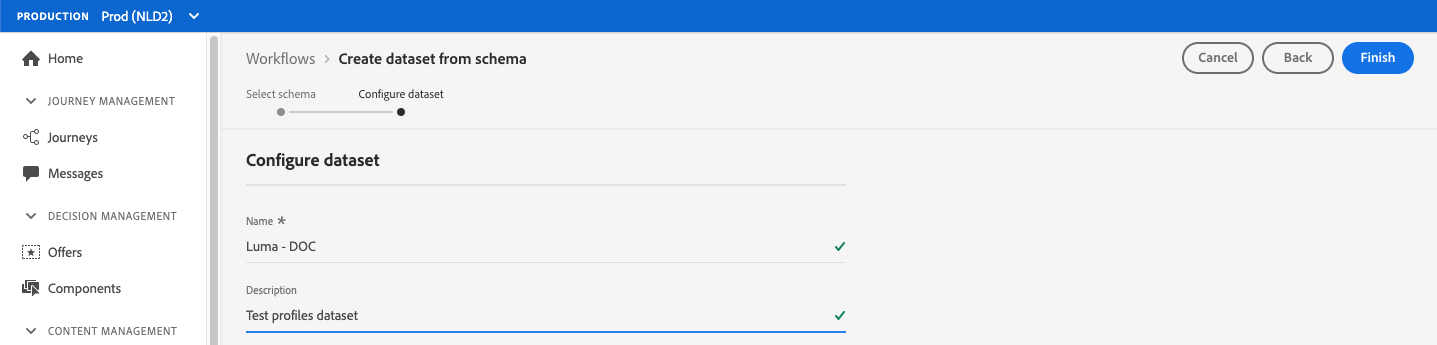 PRODUCTION Prod (NLD2)
Home
JOURNEY MANAGEMENT
Journeys
Messages
DECISION MANAGEMENT
Offers
Components
CONTENT MANAGEMENT
Workflows > Create dataset from schema
Cancel Back Finish
Select schema Configure dataset
Configure dataset
Name *
Luma - DOC
Description
Test profiles dataset